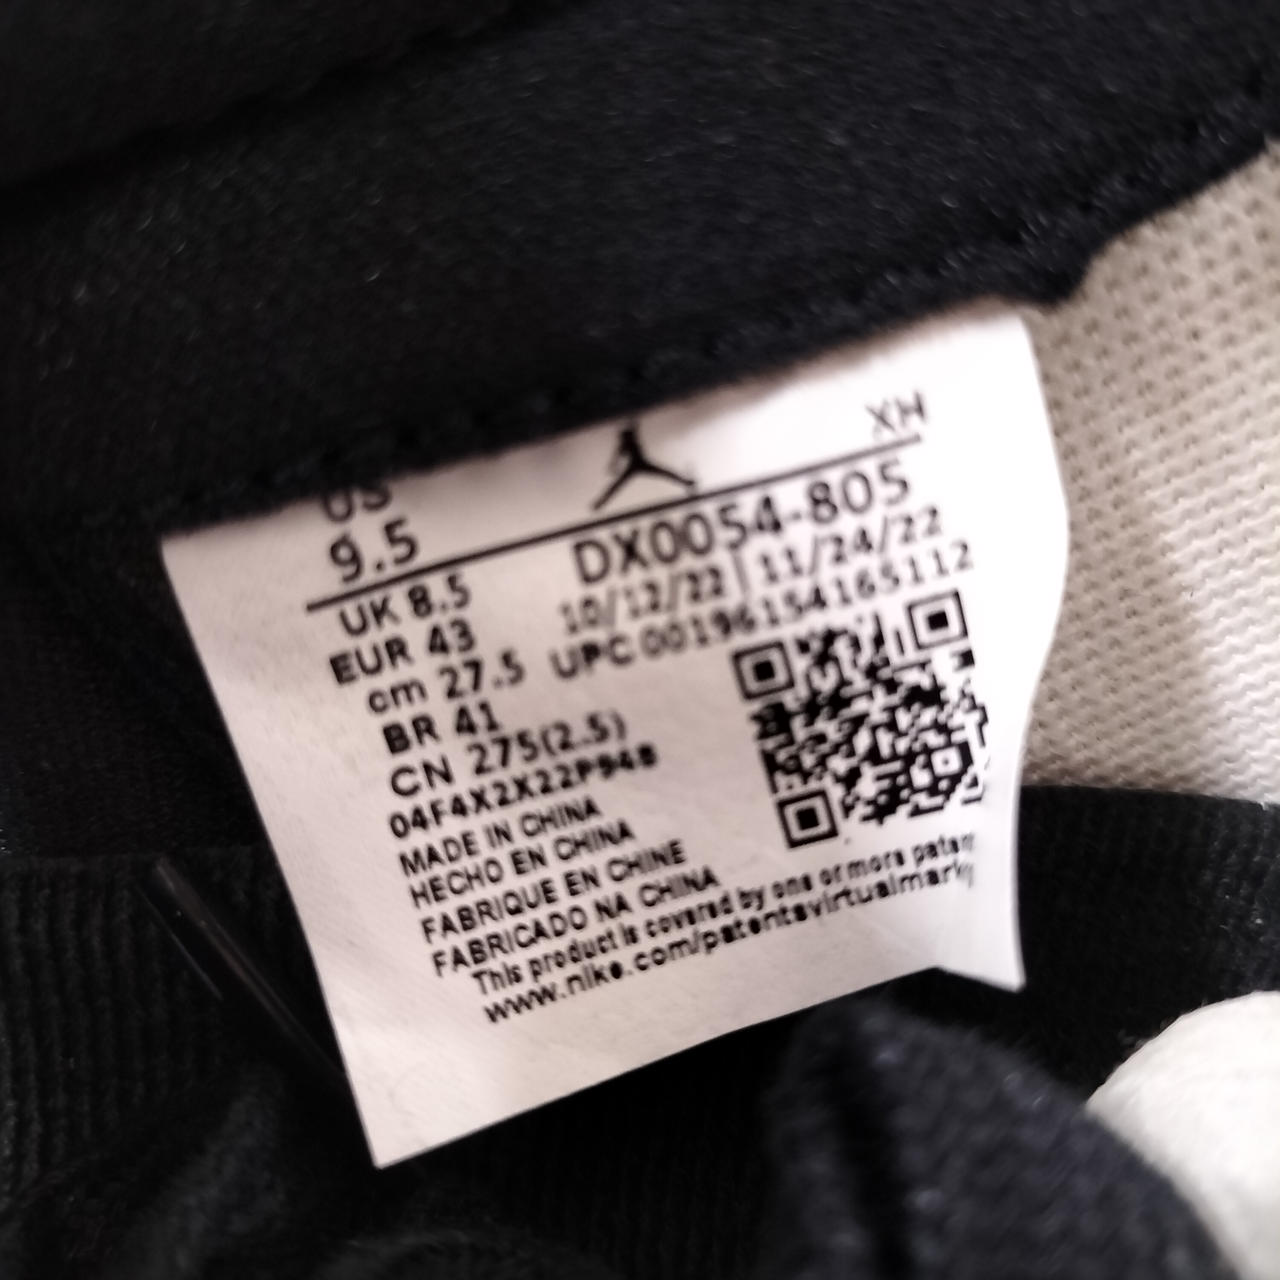 XH
US
9.5
DX0054-805
10/12/22 | 11/24/22
UPC 00196154165112
UK 8.5
EUR 43
cm 27.5
BR 41
CN 275(2.5)
04F4X2X22P948
MADE IN CHINA
HECHO EN CHINA
FABRIQUE EN CHINE
FABRICADO NA CHINA
This product is covered by one or more paten
www.nike.com/patentsvirtualmark